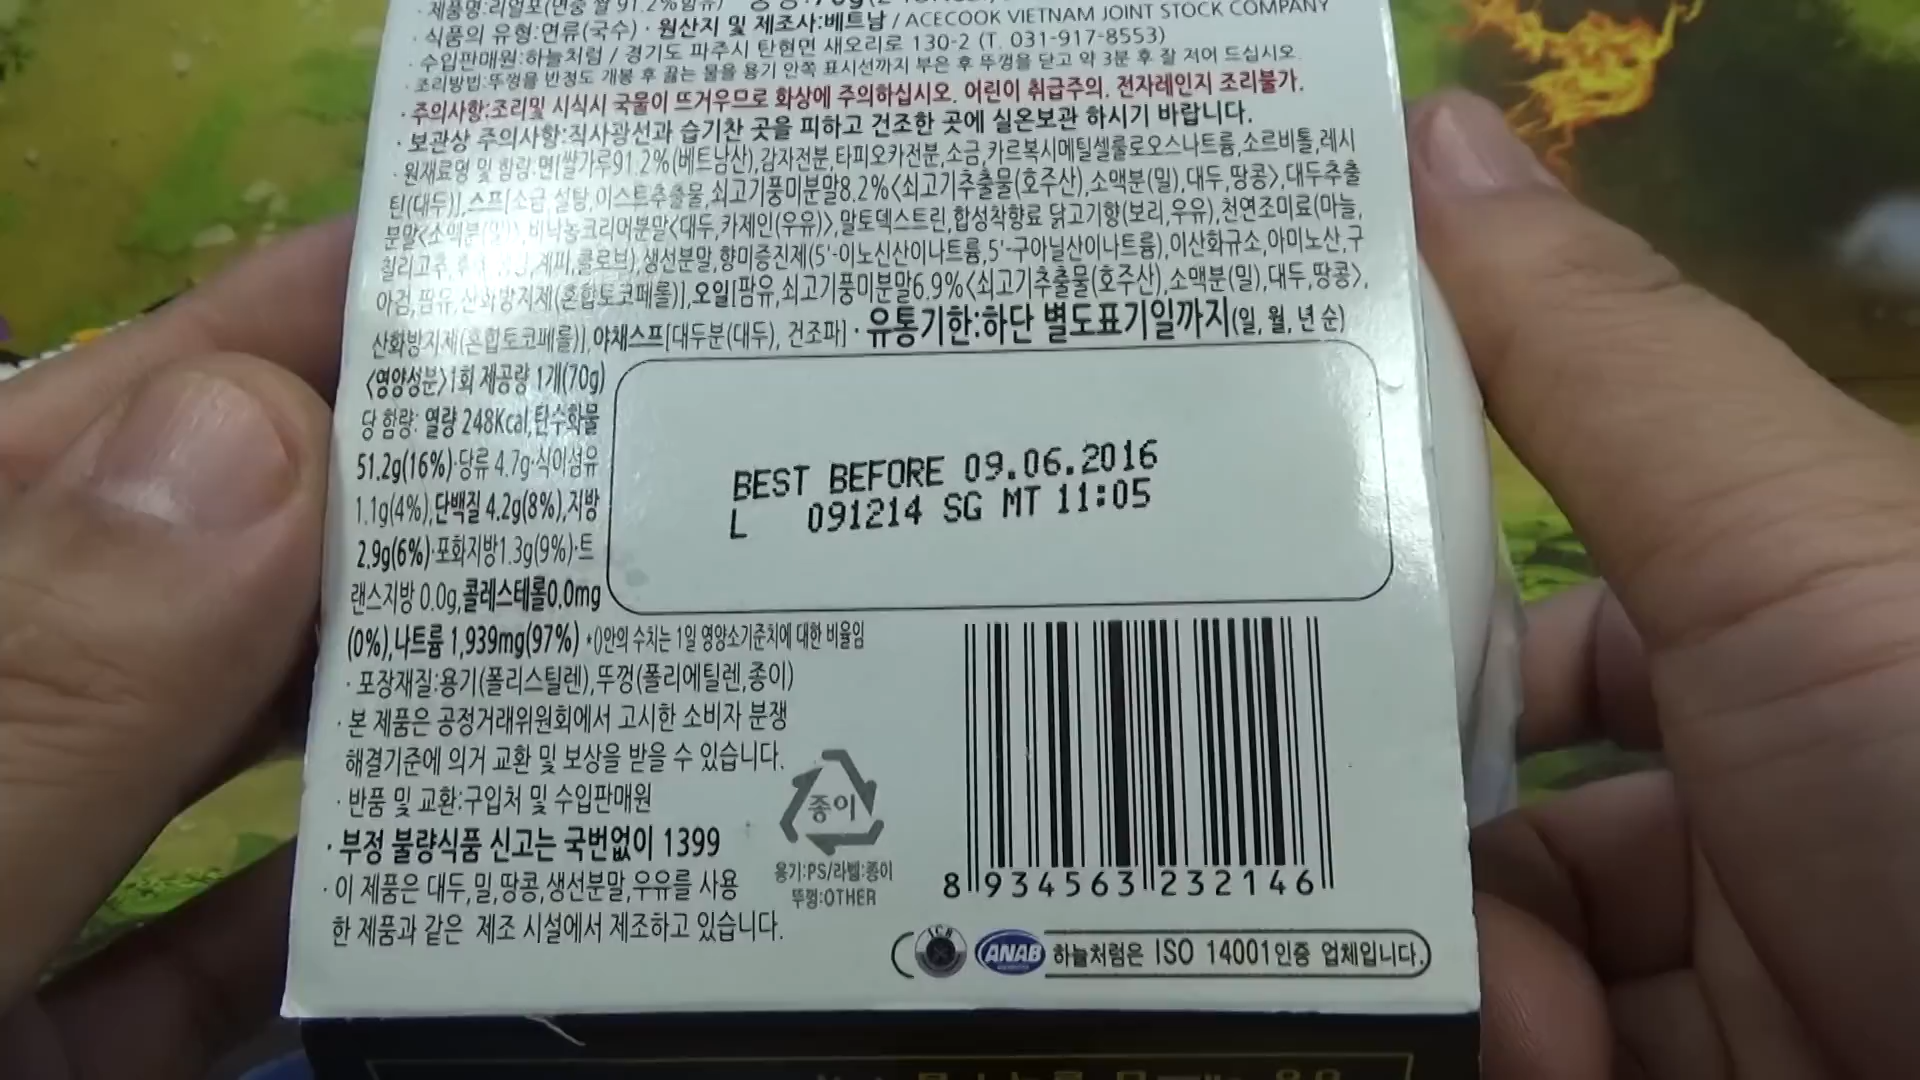 · 제품명:리얼포(면중 쌀 91.2%함유)
· 식품의 유형:면류(국수) · 원산지 및 제조사:베트남 / ACECOOK VIETNAM JOINT STOCK COMPANY
· 수입판매원:하늘처럼 / 경기도 파주시 탄현면 새오리로 130-2 (T. 031-917-8553)
· 조리방법:뚜껑을 반정도 개봉 후 끓는 물을 용기 안쪽 표시선까지 부은 후 뚜껑을 닫고 약 3분 후 잘 저어 드십시오.
· 주의사항:조리및 시식시 국물이 뜨거우므로 화상에 주의하십시오. 어린이 취급주의. 전자레인지 조리불가.
· 보관상 주의사항:직사광선과 습기찬 곳을 피하고 건조한 곳에 실온보관 하시기 바랍니다.
· 원재료명 및 함량:면[쌀가루91.2%(베트남산),감자전분,타피오카전분,소금,카르복시메틸셀룰로오스나트륨,소르비톨,레시
틴(대두)],스프[소금,설탕,이스트추출물,쇠고기풍미분말8.2%<쇠고기추출물(호주산),소맥분(밀),대두,땅콩>,대두추출
분말<소맥분(밀)>,비낙농크리머분말<대두,카제인(우유)>,말토덱스트린,합성착향료 닭고기향(보리,우유),천연조미료(마늘,
칠리고추,계피,클로브),생선분말,향미증진제(5'-이노신산이나트륨,5'-구아닐산이나트륨),이산화규소,아미노산,구
아검,팜유,산화방지제(혼합토코페롤)],오일[팜유,쇠고기풍미분말6.9%<쇠고기추출물(호주산),소맥분(밀),대두,땅콩>,
산화방지제(혼합토코페롤)],야채스프[대두분(대두), 건조파] · 유통기한:하단 별도표기일까지(일, 월, 년 순)
<영양성분>1회 제공량 1개(70g)
당 함량: 열량 248Kcal,탄수화물
51.2g(16%)·당류 4.7g·식이섬유
1.1g(4%),단백질 4.2g(8%),지방
2.9g(6%)·포화지방1.3g(9%)·트
랜스지방 0.0g,콜레스테롤0.0mg
(0%),나트륨 1,939mg(97%) *()안의 수치는 1일 영양소기준치에 대한 비율임
BEST BEFORE 09.06.2016
L 091214 SG MT 11:05
· 포장재질:용기(폴리스틸렌),뚜껑(폴리에틸렌,종이)
· 본 제품은 공정거래위원회에서 고시한 소비자 분쟁
해결기준에 의거 교환 및 보상을 받을 수 있습니다.
· 반품 및 교환:구입처 및 수입판매원
· 부정 불량식품 신고는 국번없이 1399
· 이 제품은 대두,밀,땅콩,생선분말,우유를 사용
한 제품과 같은 제조 시설에서 제조하고 있습니다.
종이
용기:PS/라벨:종이
뚜껑:OTHER
8 934563 232146
ICR
ANAB
하늘처럼은 ISO 14001인증 업체입니다.